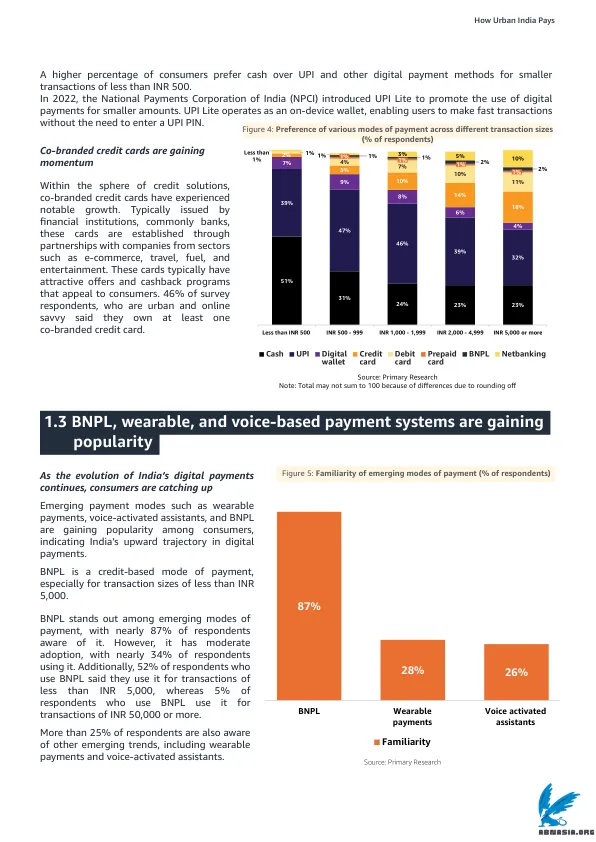 How Urban India Pays
A higher percentage of consumers prefer cash over UPI and other digital payment methods for smaller
transactions of less than INR 500.
In 2022, the National Payments Corporation of India (NPCI) introduced UPI Lite to promote the use of digital
payments for smaller amounts. UPI Lite operates as an on-device wallet, enabling users to make fast transactions
without the need to enter a UPI PIN.
Co-branded credit cards are gaining
momentum
Within the sphere of credit solutions,
co-branded credit cards have experienced
notable growth. Typically issued by
financial institutions, commonly banks,
these cards are established through
partnerships with companies from sectors
such as e-commerce, travel, fuel, and
entertainment. These cards typically have
attractive offers and cashback programs
that appeal to consumers. 46% of survey
respondents, who are urban and online
savvy said they own at least one
co-branded credit card.
Figure 4: Preference of various modes of payment across different transaction sizes
(% of respondents)
Less than
1%
1%
7%
39%
51%
1%
1%
4%
9%
47%
31%
1%
5%
1%
7%
10%
8%
46%
24%
1%
5%
10%
14%
6%
39%
23%
2%
10%
1%
11%
18%
4%
32%
23%
2%
Less than INR 500
INR 500 - 999
INR 1,000 - 1,999
INR 2,000 - 4,999
INR 5,000 or more
Cash UPI Digital wallet Credit card Debit card Prepaid card BNPL Netbanking
Source: Primary Research
Note: Total may not sum to 100 because of differences due to rounding off
1.3 BNPL, wearable, and voice-based payment systems are gaining
popularity
As the evolution of India's digital payments
continues, consumers are catching up
Emerging payment modes such as wearable
payments, voice-activated assistants, and BNPL
are gaining popularity among consumers,
indicating India's upward trajectory in digital
payments.
BNPL is a credit-based mode of payment,
especially for transaction sizes of less than INR
5,000.
BNPL stands out among emerging modes of
payment, with nearly 87% of respondents
aware of it. However, it has moderate
adoption, with nearly 34% of respondents
using it. Additionally, 52% of respondents who
use BNPL said they use it for transactions of
less than INR 5,000, whereas 5% of
respondents who use BNPL use it for
transactions of INR 50,000 or more.
More than 25% of respondents are also aware
of other emerging trends, including wearable
payments and voice-activated assistants.
Figure 5: Familiarity of emerging modes of payment (% of respondents)
87%
28%
26%
BNPL
Wearable
payments
Voice activated
assistants
Familiarity
Source: Primary Research
ABNASIA.ORG